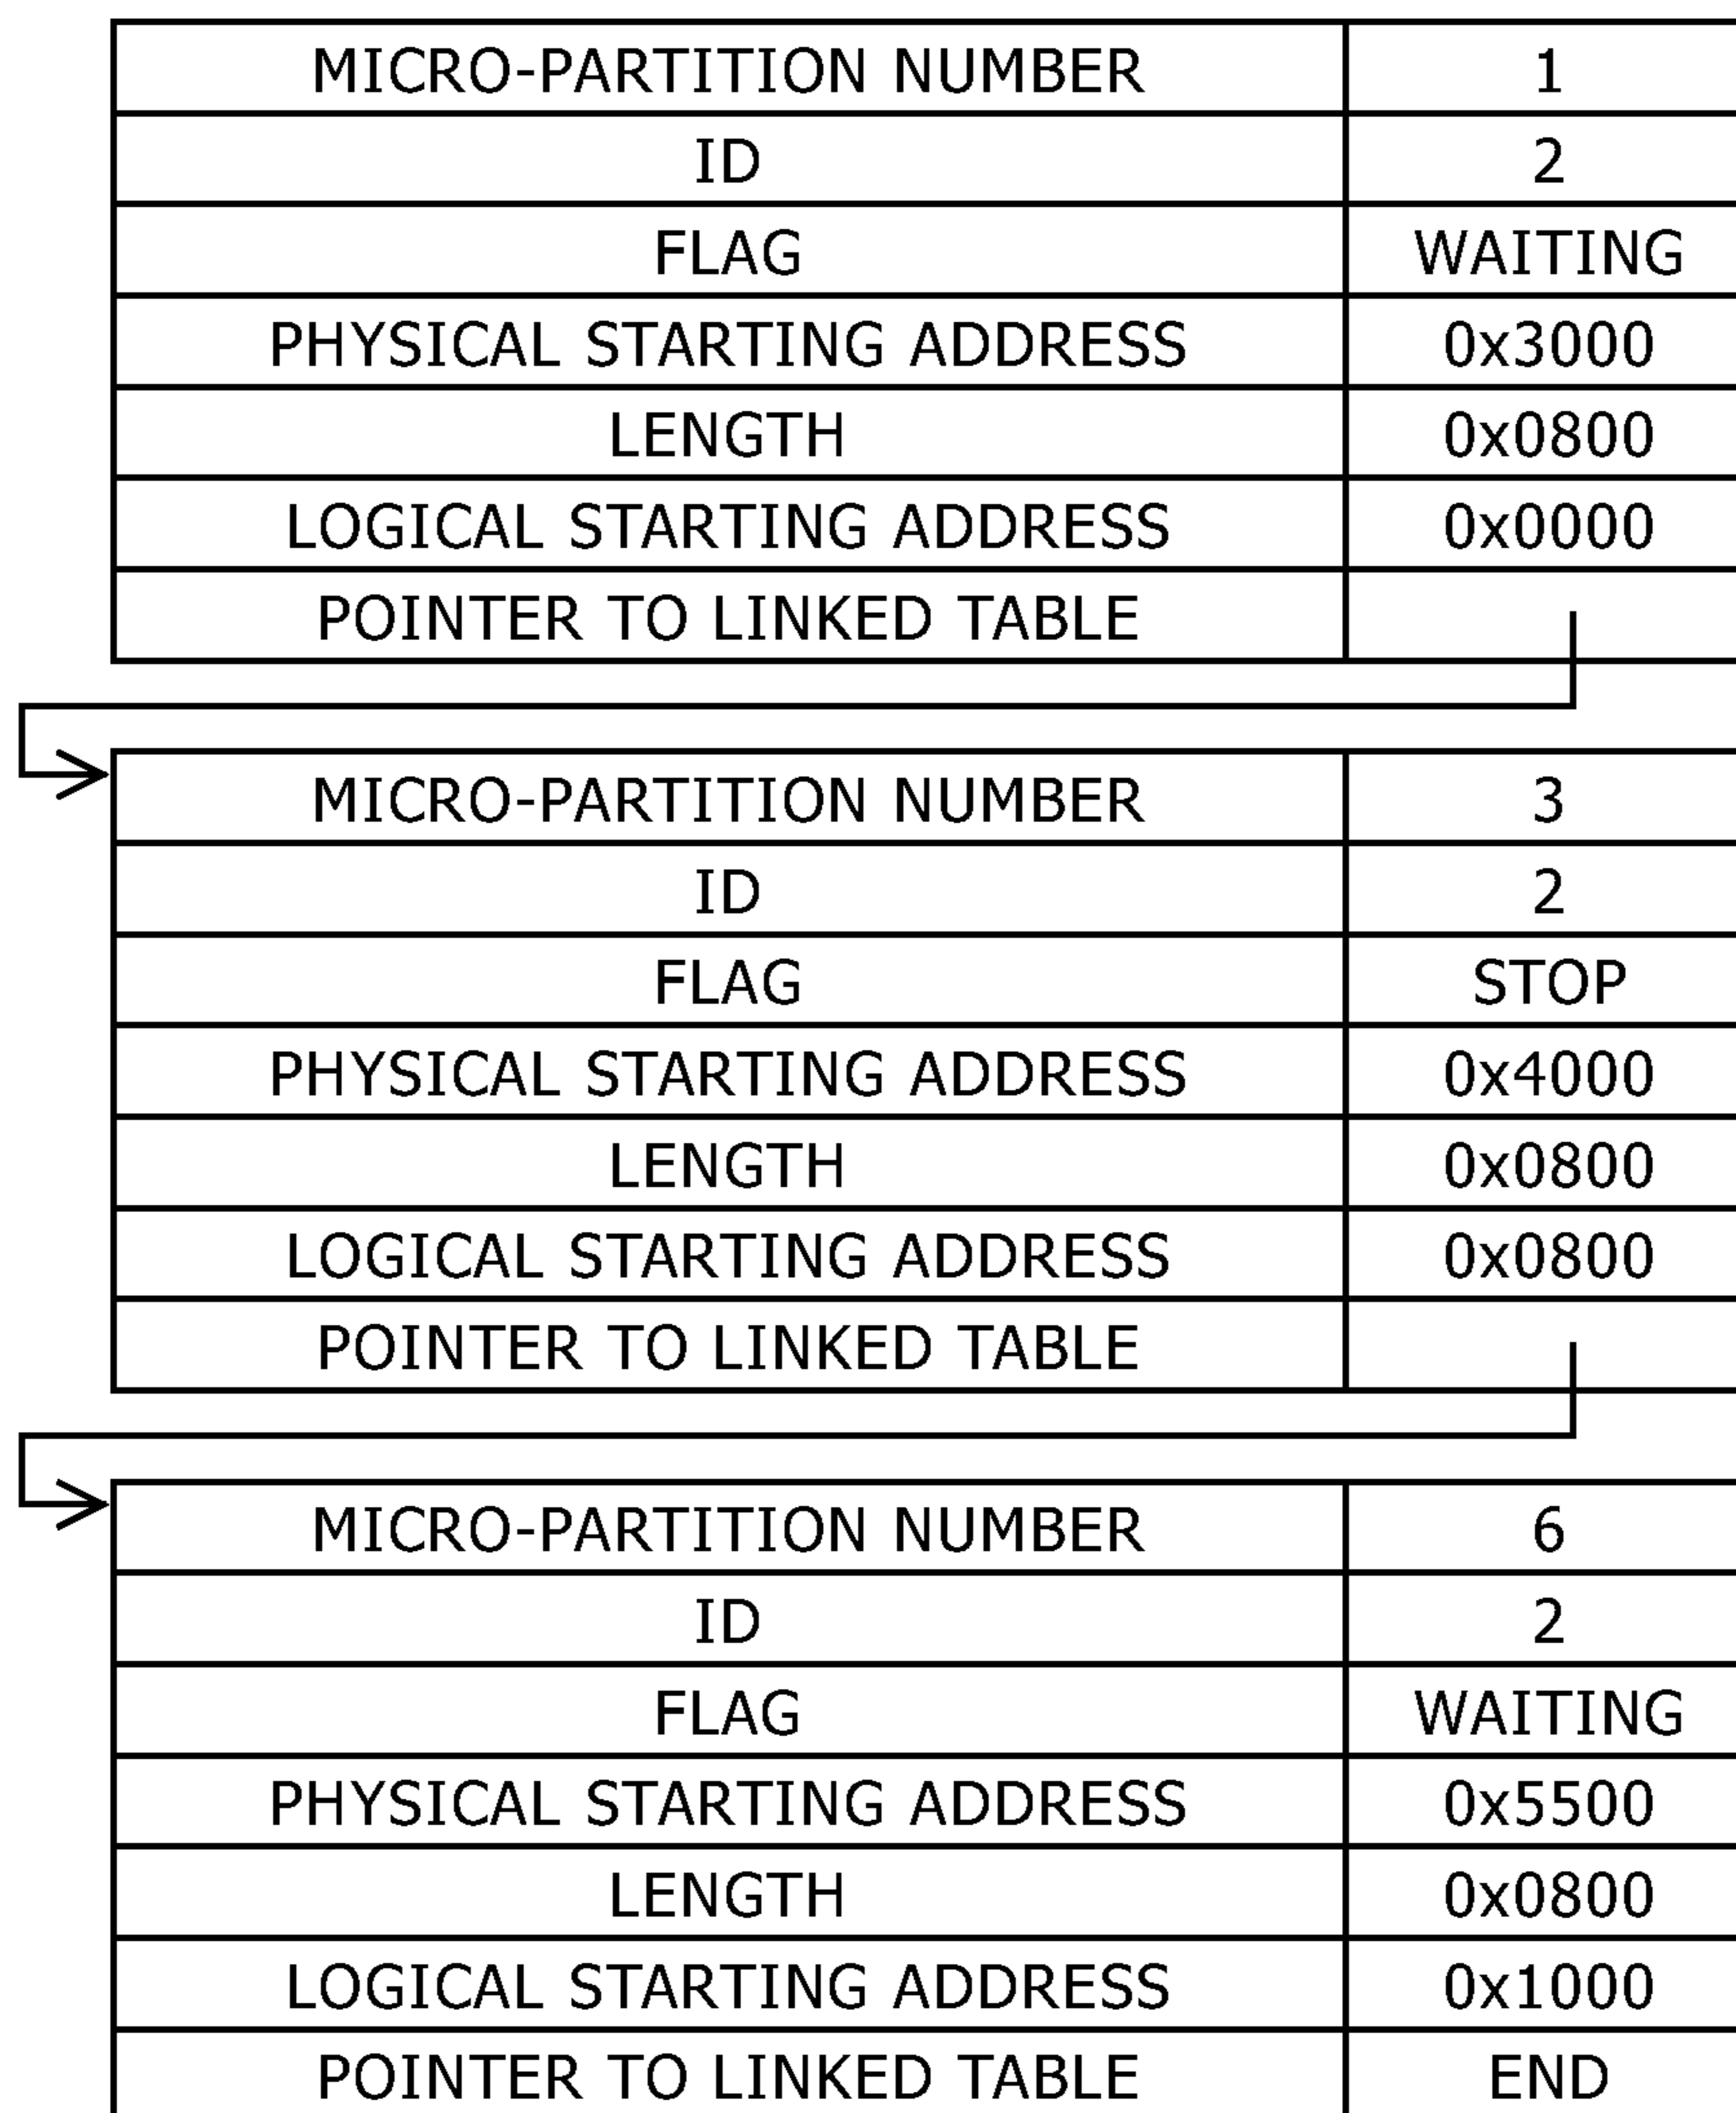 MICRO-PARTITION NUMBER 1
ID 2
FLAG WAITING
PHYSICAL STARTING ADDRESS 0x3000
LENGTH 0x0800
LOGICAL STARTING ADDRESS 0x0000
POINTER TO LINKED TABLE
MICRO-PARTITION NUMBER 3
ID 2
FLAG STOP
PHYSICAL STARTING ADDRESS 0x4000
LENGTH 0x0800
LOGICAL STARTING ADDRESS 0x0800
POINTER TO LINKED TABLE
MICRO-PARTITION NUMBER 6
ID 2
FLAG WAITING
PHYSICAL STARTING ADDRESS 0x5500
LENGTH 0x0800
LOGICAL STARTING ADDRESS 0x1000
POINTER TO LINKED TABLE END